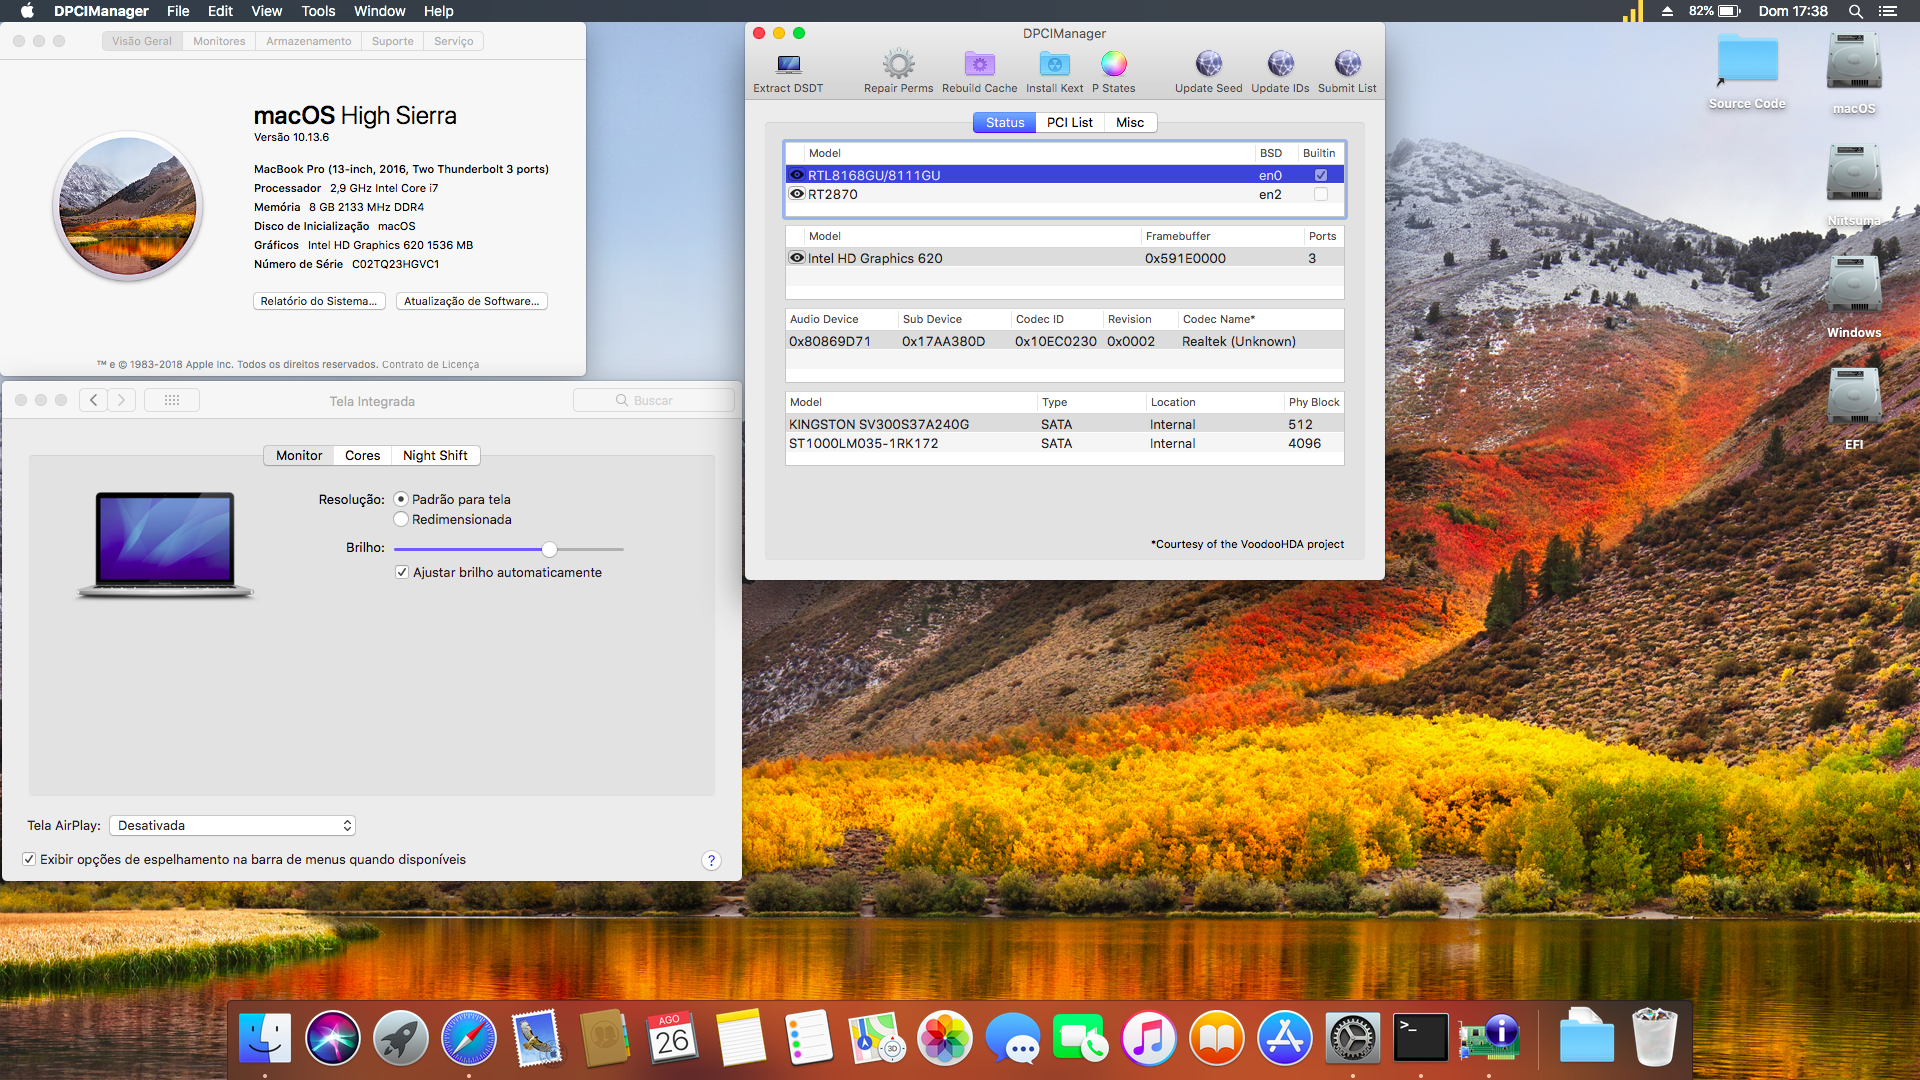 DPCIManager File Edit View Tools Window Help
82% Dom 17:38
Visão Geral Monitores Armazenamento Suporte Serviço
macOS High Sierra
Versão 10.13.6
MacBook Pro (13-inch, 2016, Two Thunderbolt 3 ports)
Processador 2,9 GHz Intel Core i7
Memória 8 GB 2133 MHz DDR4
Disco de Inicialização macOS
Gráficos Intel HD Graphics 620 1536 MB
Número de Série C02TQ23HGVC1
Relatório do Sistema... Atualização de Software...
™ e © 1983-2018 Apple Inc. Todos os direitos reservados. Contrato de Licença
Tela Integrada
Buscar
Monitor Cores Night Shift
Resolução: Padrão para tela
Redimensionada
Brilho:
Ajustar brilho automaticamente
Tela AirPlay: Desativada
Exibir opções de espelhamento na barra de menus quando disponíveis
?
DPCIManager
Extract DSDT Repair Perms Rebuild Cache Install Kext P States Update Seed Update IDs Submit List
Status PCI List Misc
Model BSD Builtin
RTL8168GU/8111GU en0
RT2870 en2
Model Framebuffer Ports
Intel HD Graphics 620 0x591E0000 3
Audio Device Sub Device Codec ID Revision Codec Name*
0x80869D71 0x17AA380D 0x10EC0230 0x0002 Realtek (Unknown)
Model Type Location Phy Block
KINGSTON SV300S37A240G SATA Internal 512
ST1000LM035-1RK172 SATA Internal 4096
*Courtesy of the VoodooHDA project
Source Code
macOS
Niitsuma
Windows
EFI
AGO
26
3D
>_
i